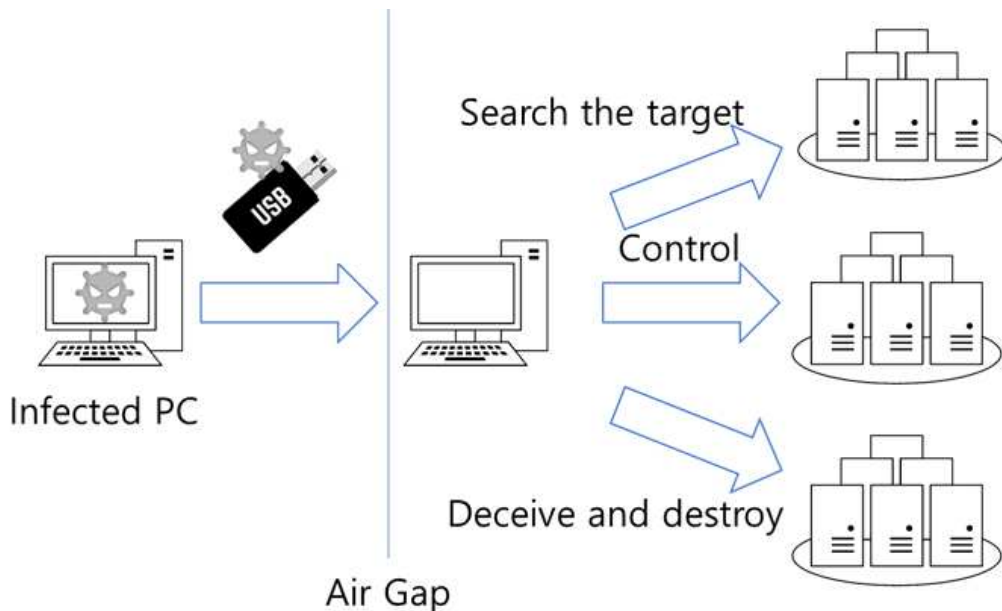 Search the target
USB
Control
Infected PC
Deceive and destroy
Air Gap